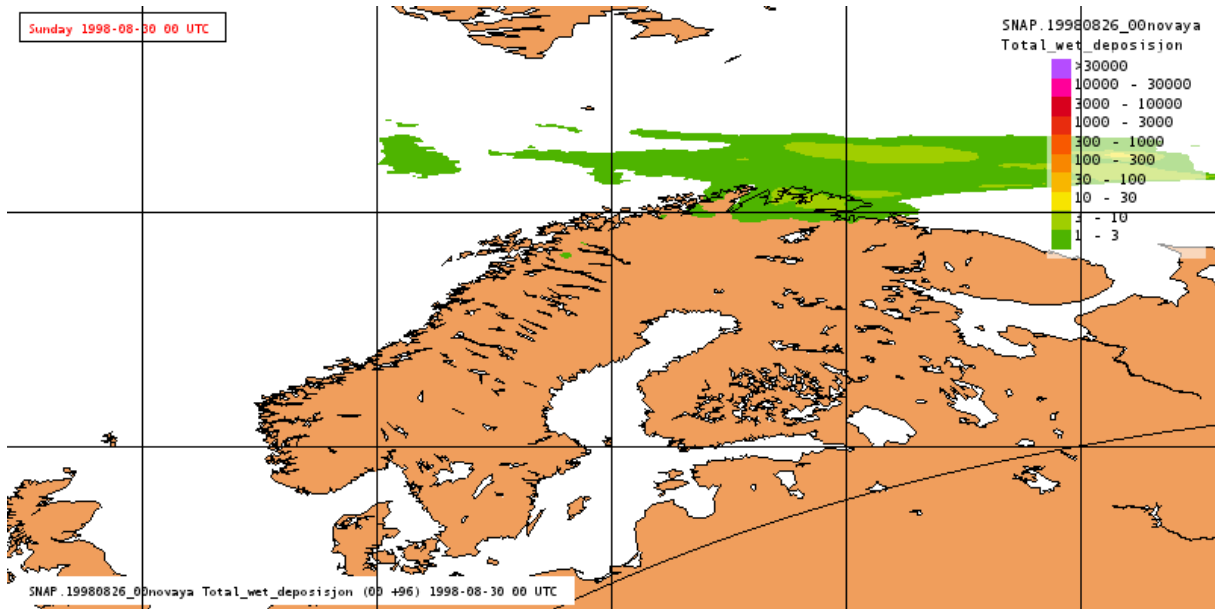 Sunday 1998-08-30 00 UTC
SNAP.19980826_00novaya
Total_wet_deposisjon
>30000
10000 - 30000
3000 - 10000
1000 - 3000
300 - 1000
100 - 300
30 - 100
10 - 30
3 - 10
1 - 3
SNAP.19980826_00novaya Total_wet_deposisjon (00 +96) 1998-08-30 00 UTC